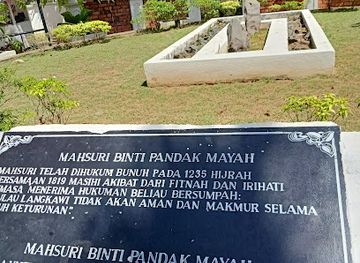 MAHSURI BINTI PANDAK MAYAH
MAHSURI TELAH DIHUKUM BUNUH PADA 1235 HIJRAH
BERSAMAAN 1819 MASIHI AKIBAT DARI FITNAH DAN IRIHATI
MASA MENERIMA HUKUMAN BELIAU BERSUMPAH:
LANGKAWI TIDAK AKAN AMAN DAN MAKMUR SELAMA
KETURUNAN"
MAHSURI BINTI PANDAK MAYAH